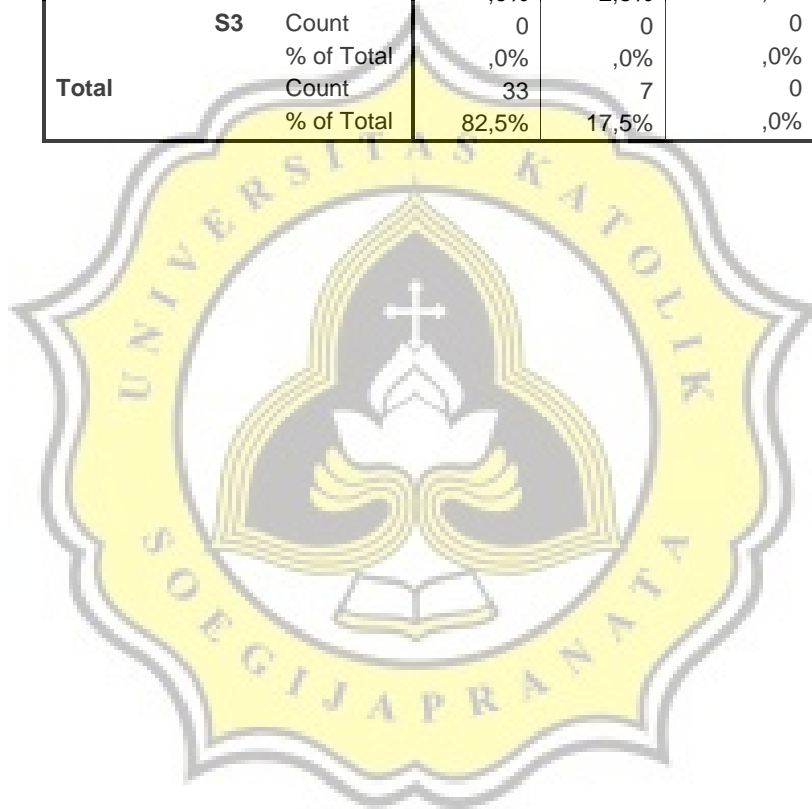 S3 Count 0 0 0
% of Total ,0% ,0% ,0%
Total Count 33 7 0
% of Total 82,5% 17,5% ,0%
UNIVERSITAS KATOLIK
SOEGIJAPRANATA